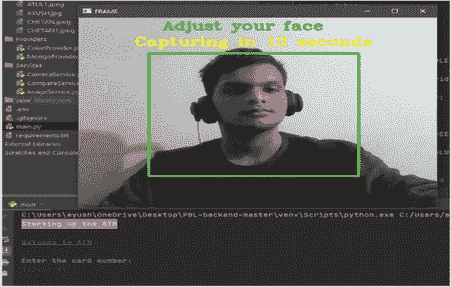 ATUL1.jpeg
AYUSH.jpeg
CHETAN.jpeg
CHETAN1.jpeg
Providers
ColorProvider.py
MongoProvider.py
Services
CameraService.py
CompareService.py
ImageService.py
venv
.env
.gitignore
main.py
requirements.txt
External Libraries
Scratches and Consoles
FRAME
Adjust your face
Capturing in 10 seconds
main
C:\Users\ayush\OneDrive\Desktop\PBL-backend-master\venv\Scripts\python.exe C:/Users/a
Starting up the ATM
Welcome to ATM
Enter the card number: